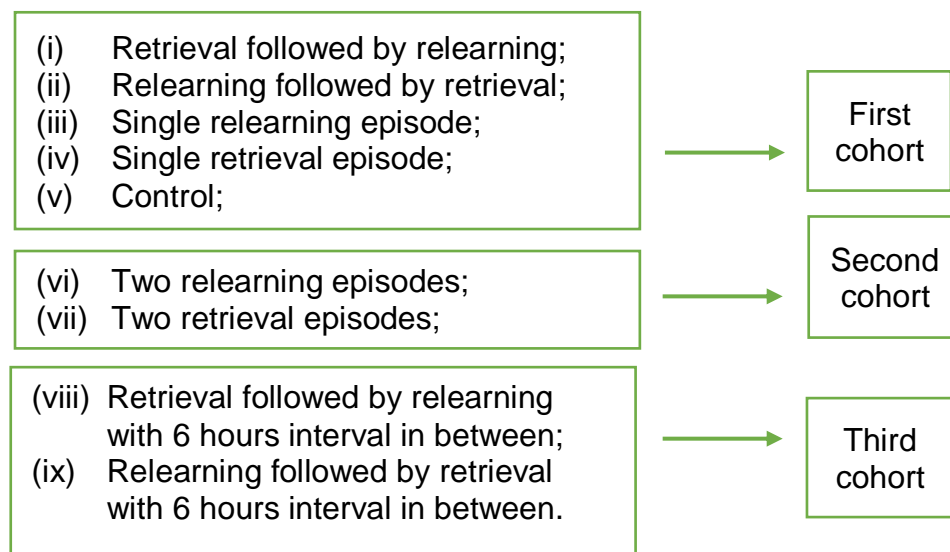 (i) Retrieval followed by relearning;
(ii) Relearning followed by retrieval;
(iii) Single relearning episode;
(iv) Single retrieval episode;
(v) Control;
First
cohort
(vi) Two relearning episodes;
(vii) Two retrieval episodes;
Second
cohort
(viii) Retrieval followed by relearning
with 6 hours interval in between;
(ix) Relearning followed by retrieval
with 6 hours interval in between.
Third
cohort